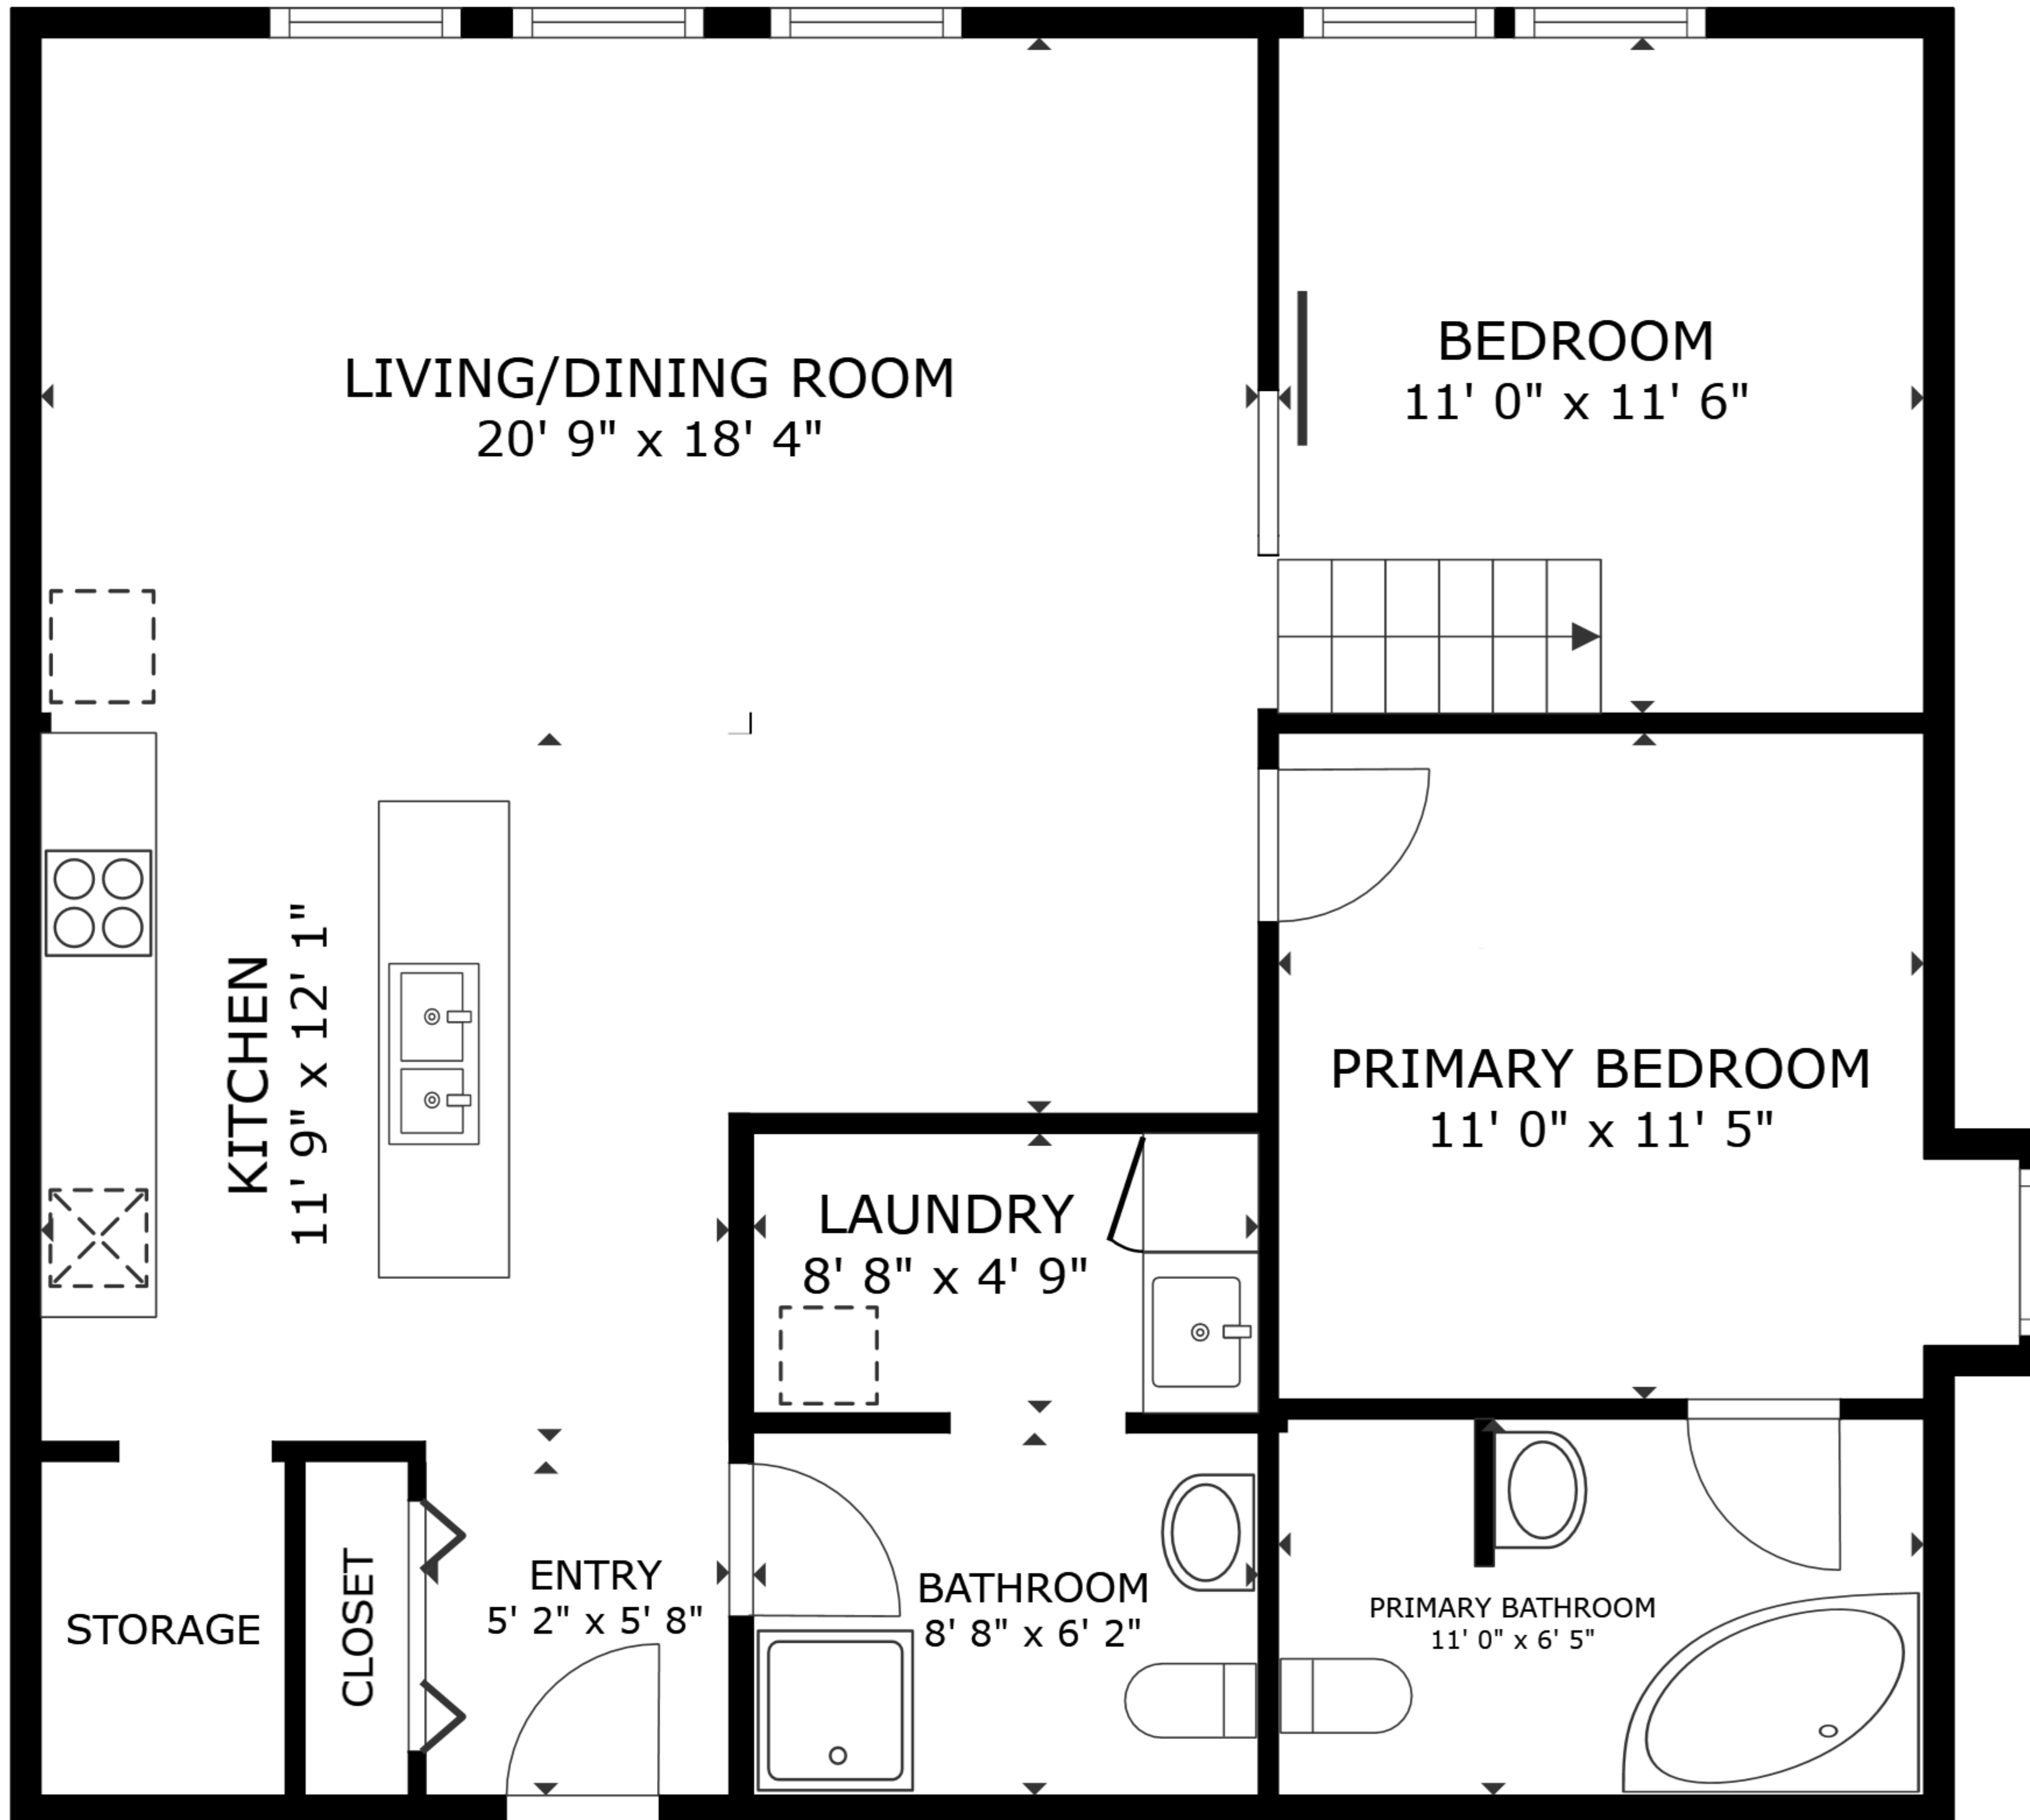 LIVING/DINING ROOM
20' 9" x 18' 4"
BEDROOM
11' 0" x 11' 6"
KITCHEN
11' 9" x 12' 1"
PRIMARY BEDROOM
11' 0" x 11' 5"
LAUNDRY
8' 8" x 4' 9"
STORAGE
CLOSET
ENTRY
5' 2" x 5' 8"
BATHROOM
8' 8" x 6' 2"
PRIMARY BATHROOM
11' 0" x 6' 5"